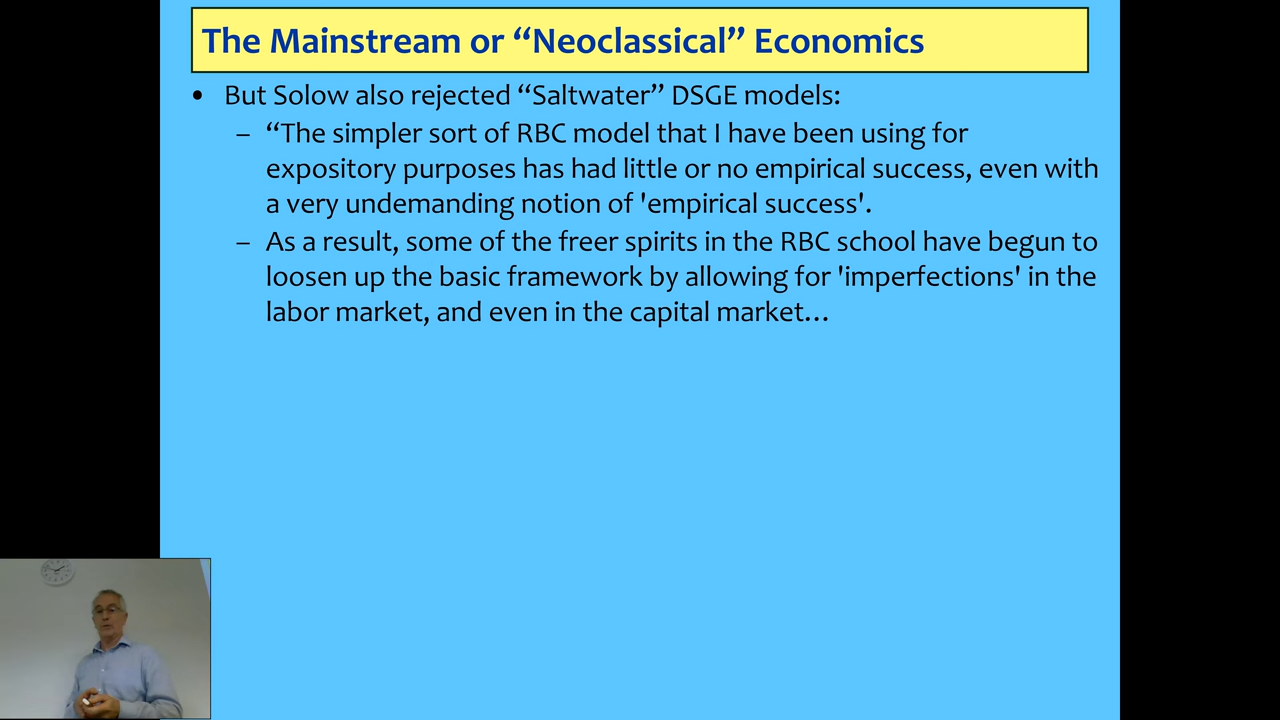 The Mainstream or “Neoclassical” Economics
• But Solow also rejected “Saltwater” DSGE models:
– “The simpler sort of RBC model that I have been using for
expository purposes has had little or no empirical success, even with
a very undemanding notion of 'empirical success'.
– As a result, some of the freer spirits in the RBC school have begun to
loosen up the basic framework by allowing for 'imperfections' in the
labor market, and even in the capital market…